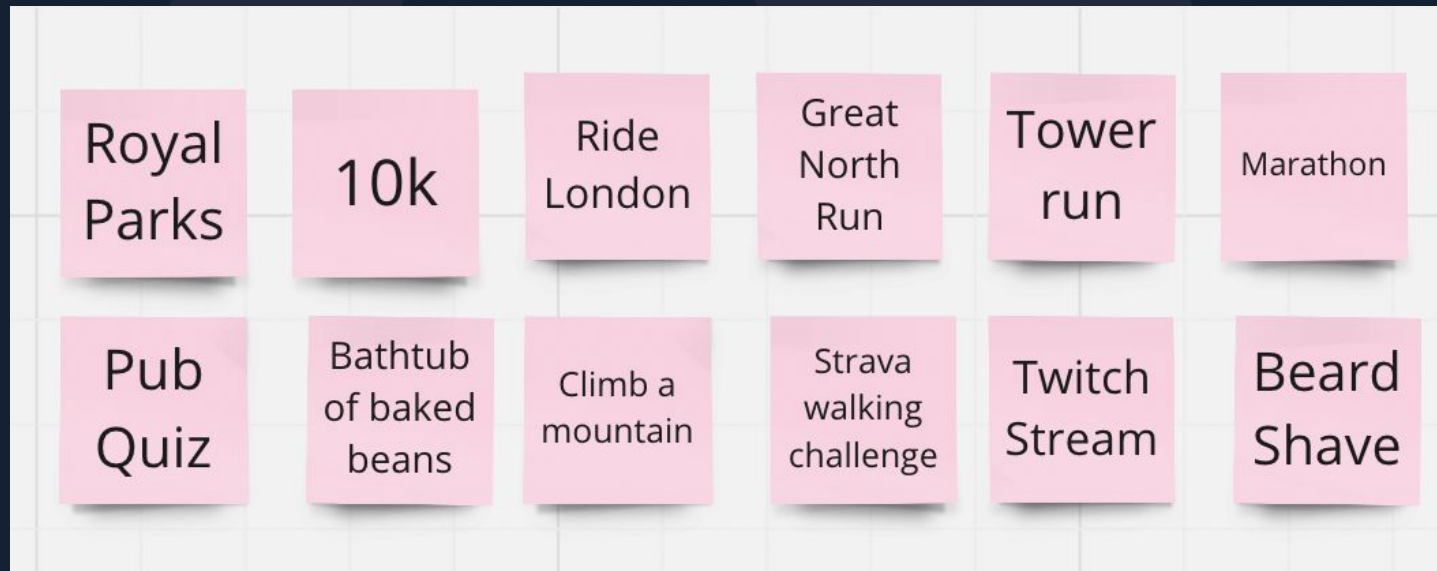 Royal
Parks
10k
Ride
London
Great
North
Run
Tower
run
Marathon
Pub
Quiz
Bathtub
of baked
beans
Climb a
mountain
Strava
walking
challenge
Twitch
Stream
Beard
Shave